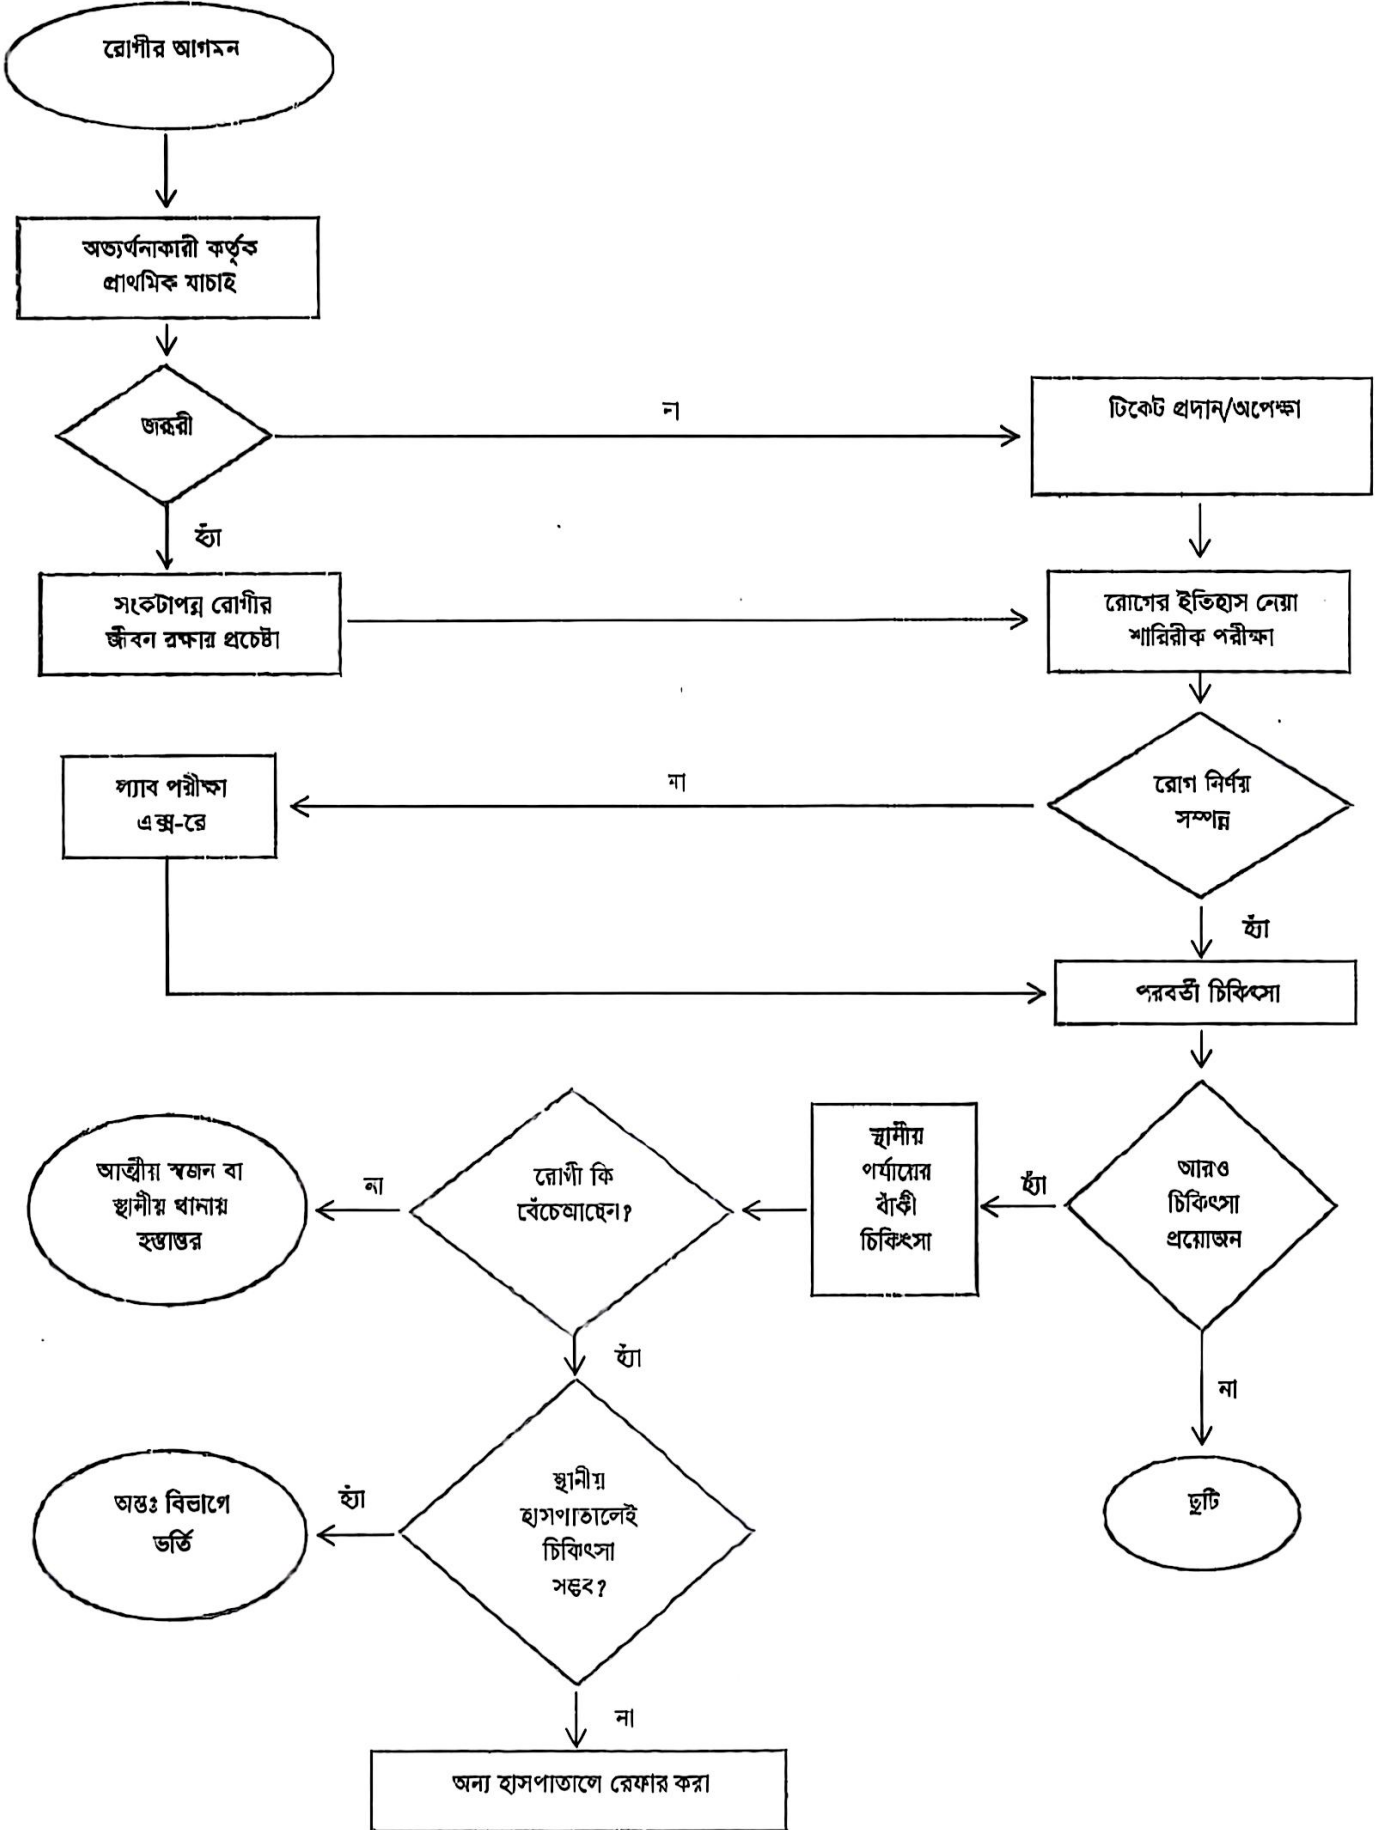 রোগীর আগমন
অভ্যর্থনাকারী কর্তৃক
প্রাথমিক যাচাই
জরুরী
না
টিকেট প্রদান/অপেক্ষা
হ্যাঁ
সংকটাপন্ন রোগীর
জীবন রক্ষার প্রচেষ্টা
রোগের ইতিহাস নেয়া
শারিরীক পরীক্ষা
ল্যাব পরীক্ষা
এক্স-রে
না
রোগ নির্ণয়
সম্পন্ন
হ্যাঁ
পরবর্তী চিকিৎসা
আত্মীয় স্বজন বা
স্থানীয় থানায়
হস্তান্তর
না
রোগী কি
বেঁচেআছেন?
স্থানীয়
পর্যায়ের
বাঁকী
চিকিৎসা
হ্যাঁ
আরও
চিকিৎসা
প্রয়োজন
হ্যাঁ
না
অন্তঃ বিভাগে
ভর্তি
হ্যাঁ
স্থানীয়
হাসপাতালেই
চিকিৎসা
সম্ভব?
ছুটি
না
অন্য হাসপাতালে রেফার করা